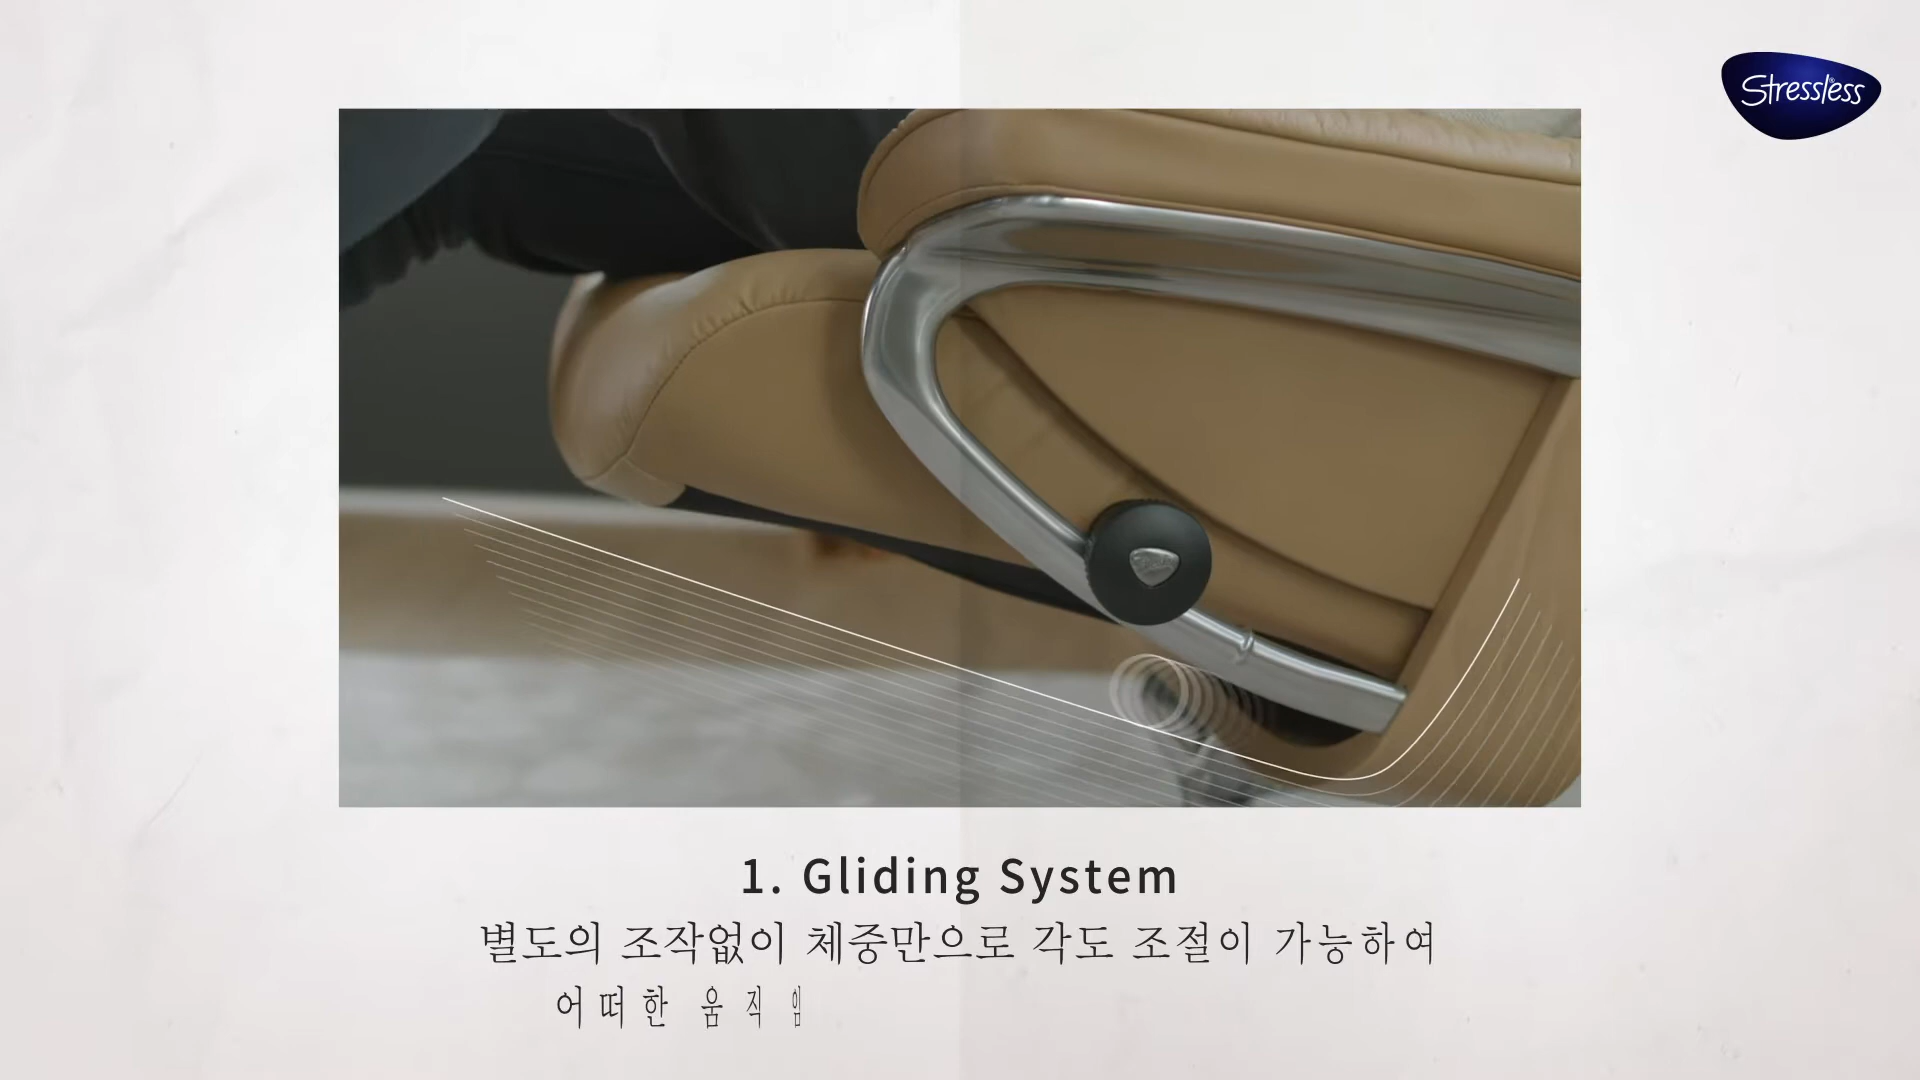 Stressless
1. Gliding System
별도의 조작없이 체중만으로 각도 조절이 가능하여
어떠한 움직임